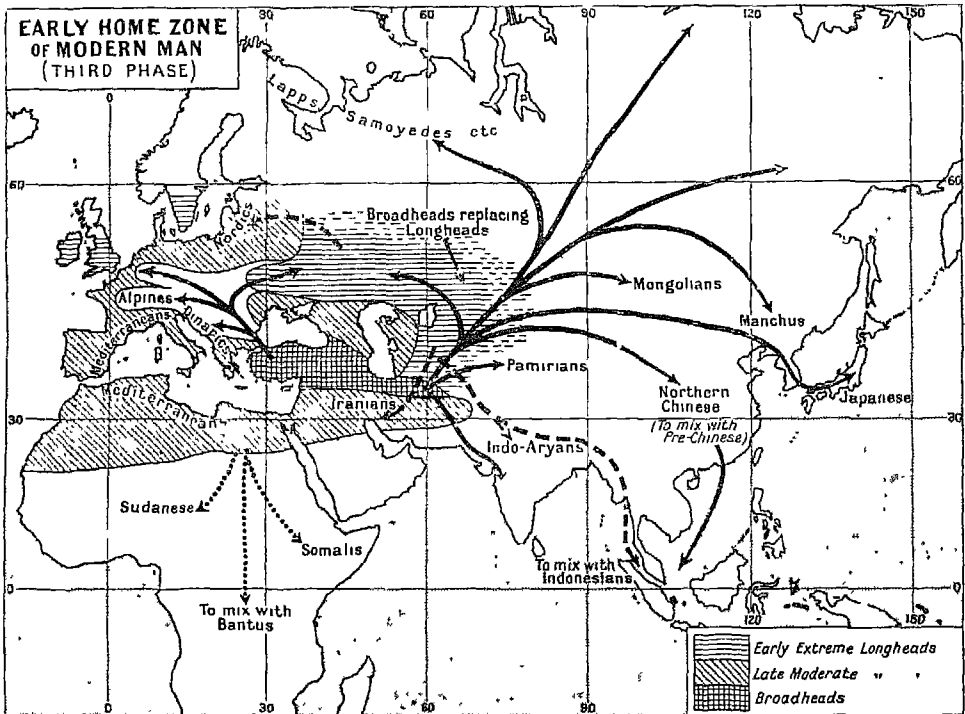 EARLY HOME ZONE
OF MODERN MAN
(THIRD PHASE)
30
60
90
120
150
0
Lapps
Samoyedes etc
60
60
Nordics
Broadheads replacing
Longheads
Alpines
Dinarics
Mediterraneans
Mongolians
Manchus
Pamirians
Japanese
Mediterranean
Iranians
Northern
Chinese
(To mix with
Pre-Chinese)
30
30
Indo-Aryans
Sudanese
Somalis
To mix with
Indonesians
0
0
To mix with
Bantus
120
150
0
30
60
90
Early Extreme Longheads
Late Moderate " "
Broadheads